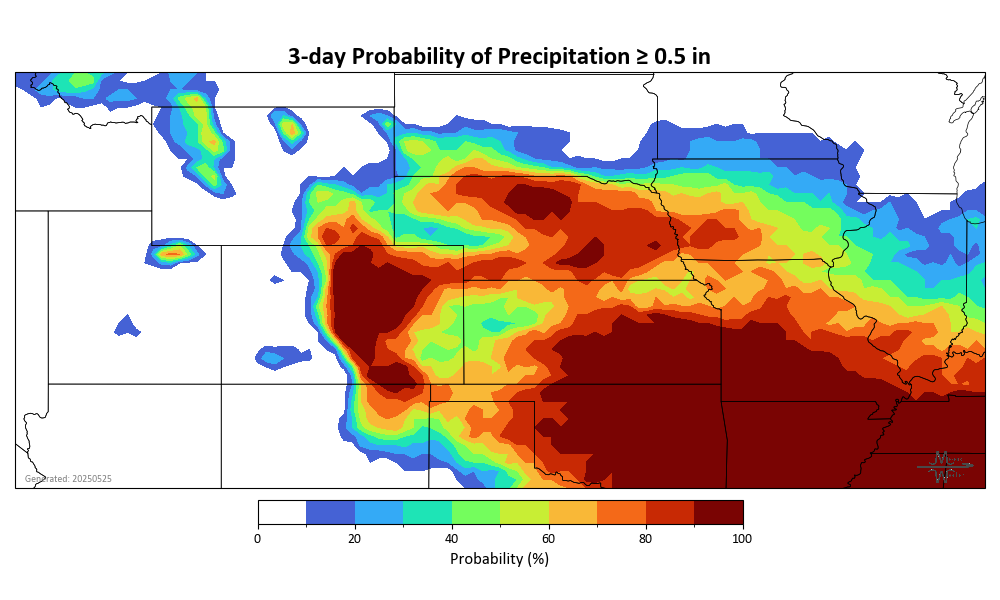 3-day Probability of Precipitation ≥ 0.5 in
Generated: 20250525
0 20 40 60 80 100
Probability (%)